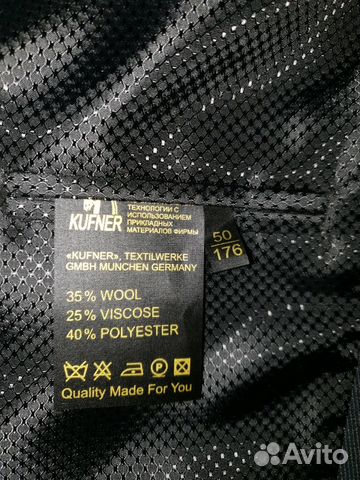 KUFNER
ТЕХНОЛОГИИ С
ИСПОЛЬЗОВАНИЕМ
ПРИКЛАДНЫХ
МАТЕРИАЛОВ ФИРМЫ
«KUFNER», TEXTILWERKE
GMBH MUNCHEN GERMANY
50
176
35% WOOL
25% VISCOSE
40% POLYESTER
P
Quality Made For You
Avito